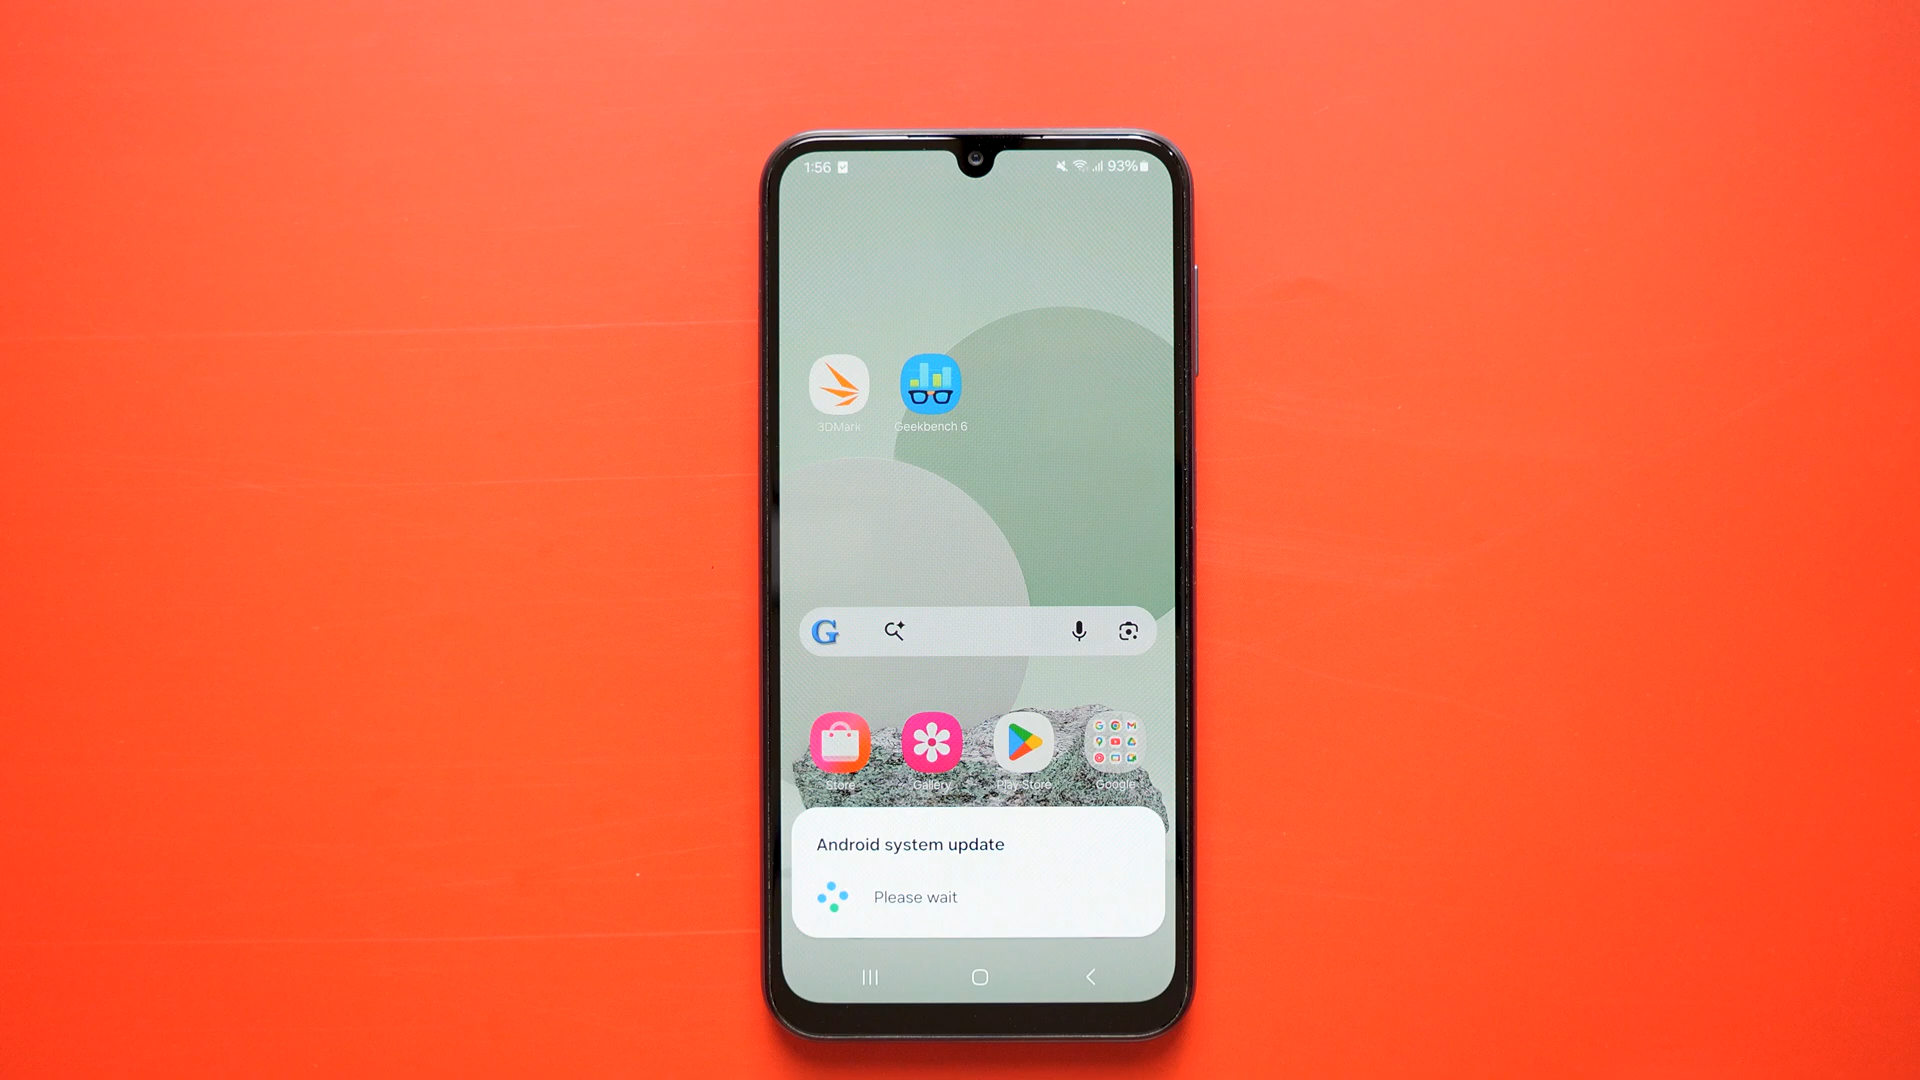 1:56
93%
3DMark
Geekbench 6
G
Store
Gallery
Play Store
Google
Android system update
Please wait